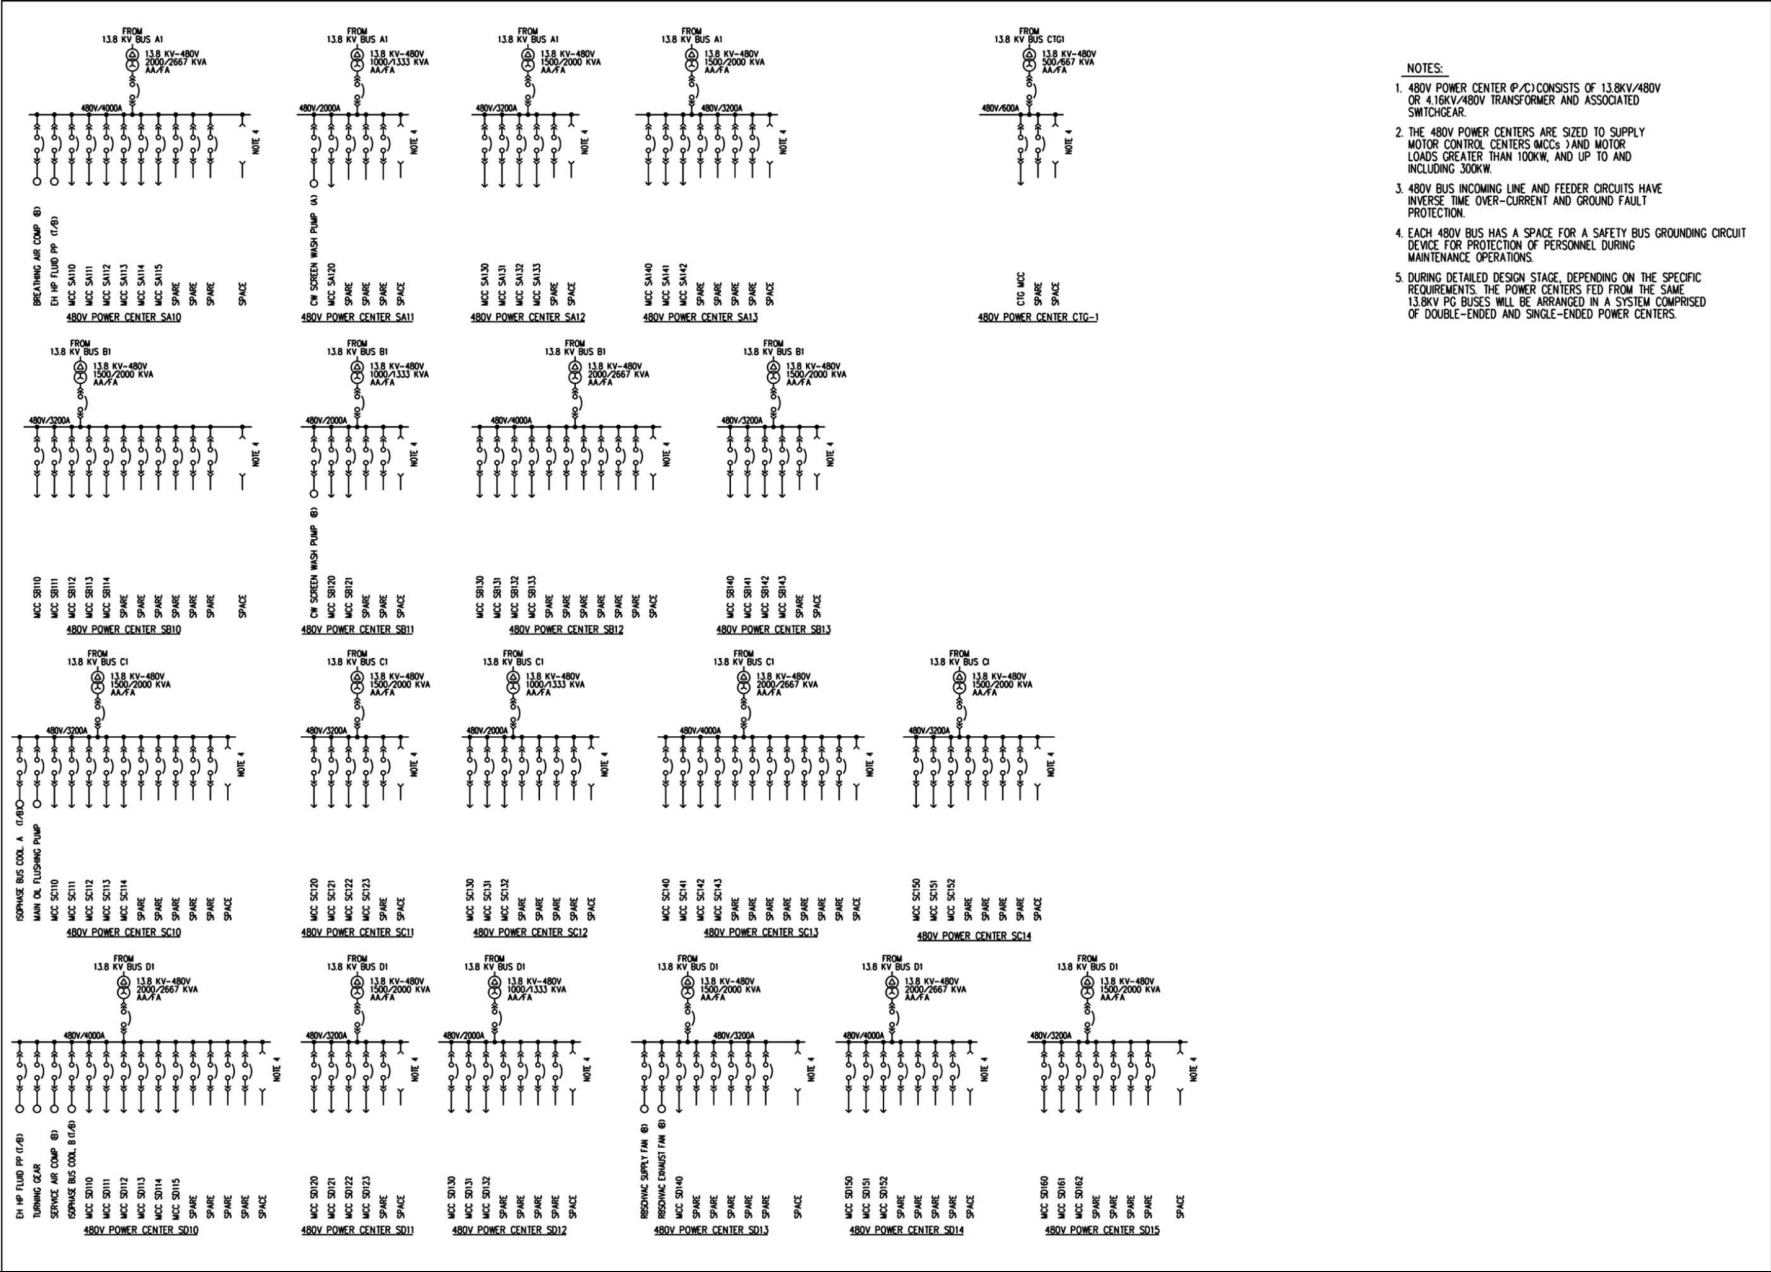 FROM
13.8 KV BUS A1
13.8 KV-480V
2000/2667 KVA
AA/FA
480V/4000A
NOTE 4
BREATHING AIR COMP (B)
EH HP FLUID PP (T/B)
MCC SA110
MCC SA111
MCC SA112
MCC SA113
MCC SA114
MCC SA115
SPARE
SPARE
SPARE
SPACE
480V POWER CENTER SA10
FROM
13.8 KV BUS A1
13.8 KV-480V
1000/1333 KVA
AA/FA
480V/2000A
NOTE 4
CW SCREEN WASH PUMP (A)
MCC SA120
SPARE
SPARE
SPARE
SPACE
480V POWER CENTER SA11
FROM
13.8 KV BUS A1
13.8 KV-480V
1500/2000 KVA
AA/FA
480V/3200A
NOTE 4
MCC SA130
MCC SA131
MCC SA132
MCC SA133
SPARE
SPACE
480V POWER CENTER SA12
FROM
13.8 KV BUS A1
13.8 KV-480V
1500/2000 KVA
AA/FA
480V/3200A
NOTE 4
MCC SA140
MCC SA141
MCC SA142
SPARE
SPARE
SPARE
SPARE
SPACE
480V POWER CENTER SA13
FROM
13.8 KV BUS CTG1
13.8 KV-480V
500/667 KVA
AA/FA
480V/600A
NOTE 4
CTG MCC
SPARE
SPACE
480V POWER CENTER CTG-1
NOTES:
1. 480V POWER CENTER (P/C) CONSISTS OF 13.8KV/480V
OR 4.16KV/480V TRANSFORMER AND ASSOCIATED
SWITCHGEAR.
2. THE 480V POWER CENTERS ARE SIZED TO SUPPLY
MOTOR CONTROL CENTERS (MCCs ) AND MOTOR
LOADS GREATER THAN 100KW, AND UP TO AND
INCLUDING 300KW.
3. 480V BUS INCOMING LINE AND FEEDER CIRCUITS HAVE
INVERSE TIME OVER-CURRENT AND GROUND FAULT
PROTECTION.
4. EACH 480V BUS HAS A SPACE FOR A SAFETY BUS GROUNDING CIRCUIT
DEVICE FOR PROTECTION OF PERSONNEL DURING
MAINTENANCE OPERATIONS.
5. DURING DETAILED DESIGN STAGE, DEPENDING ON THE SPECIFIC
REQUIREMENTS. THE POWER CENTERS FED FROM THE SAME
13.8KV PG BUSES WILL BE ARRANGED IN A SYSTEM COMPRISED
OF DOUBLE-ENDED AND SINGLE-ENDED POWER CENTERS.
FROM
13.8 KV BUS B1
13.8 KV-480V
1500/2000 KVA
AA/FA
480V/3200A
NOTE 4
MCC SB110
MCC SB111
MCC SB112
MCC SB113
MCC SB114
SPARE
SPARE
SPARE
SPARE
SPARE
SPARE
SPACE
480V POWER CENTER SB10
FROM
13.8 KV BUS B1
13.8 KV-480V
1000/1333 KVA
AA/FA
480V/2000A
NOTE 4
CW SCREEN WASH PUMP (B)
MCC SB120
MCC SB121
SPARE
SPARE
SPACE
480V POWER CENTER SB11
FROM
13.8 KV BUS B1
13.8 KV-480V
2000/2667 KVA
AA/FA
480V/4000A
NOTE 4
MCC SB130
MCC SB131
MCC SB132
MCC SB133
SPARE
SPARE
SPARE
SPARE
SPARE
SPARE
SPACE
480V POWER CENTER SB12
FROM
13.8 KV BUS B1
13.8 KV-480V
1500/2000 KVA
AA/FA
480V/3200A
NOTE 4
MCC SB140
MCC SB141
MCC SB142
MCC SB143
SPARE
SPACE
480V POWER CENTER SB13
FROM
13.8 KV BUS C1
13.8 KV-480V
1500/2000 KVA
AA/FA
480V/3200A
NOTE 4
ISOPHASE BUS COOL A (T/B)
MAIN OIL FLUSHING PUMP
MCC SC110
MCC SC111
MCC SC112
MCC SC113
MCC SC114
SPARE
SPARE
SPARE
SPARE
SPARE
SPACE
480V POWER CENTER SC10
FROM
13.8 KV BUS C1
13.8 KV-480V
1500/2000 KVA
AA/FA
480V/3200A
NOTE 4
MCC SC120
MCC SC121
MCC SC122
MCC SC123
SPARE
SPACE
480V POWER CENTER SC11
FROM
13.8 KV BUS C1
13.8 KV-480V
1000/1333 KVA
AA/FA
480V/2000A
NOTE 4
MCC SC130
MCC SC131
MCC SC132
SPARE
SPARE
SPARE
SPARE
SPACE
480V POWER CENTER SC12
FROM
13.8 KV BUS C1
13.8 KV-480V
2000/2667 KVA
AA/FA
480V/4000A
NOTE 4
MCC SC140
MCC SC141
MCC SC142
MCC SC143
SPARE
SPARE
SPARE
SPARE
SPARE
SPARE
SPARE
SPACE
480V POWER CENTER SC13
FROM
13.8 KV BUS CI
13.8 KV-480V
1500/2000 KVA
AA/FA
480V/3200A
NOTE 4
MCC SC150
MCC SC151
MCC SC152
SPARE
SPARE
SPARE
SPARE
SPACE
480V POWER CENTER SC14
FROM
13.8 KV BUS D1
13.8 KV-480V
2000/2667 KVA
AA/FA
480V/4000A
NOTE 4
EH HP FLUID PP (T/B)
TURNING GEAR
SERVICE AIR COMP (B)
ISOPHASE BUS COOL. B (T/B)
MCC SD110
MCC SD111
MCC SD112
MCC SD113
MCC SD114
MCC SD115
SPARE
SPARE
SPARE
SPARE
SPACE
480V POWER CENTER SD10
FROM
13.8 KV BUS D1
13.8 KV-480V
1500/2000 KVA
AA/FA
480V/3200A
NOTE 4
MCC SD120
MCC SD121
MCC SD122
MCC SD123
SPARE
SPACE
480V POWER CENTER SD11
FROM
13.8 KV BUS D1
13.8 KV-480V
1000/1333 KVA
AA/FA
480V/2000A
NOTE 4
MCC SD130
MCC SD131
MCC SD132
SPARE
SPARE
SPARE
SPARE
SPACE
480V POWER CENTER SD12
FROM
13.8 KV BUS D1
13.8 KV-480V
1500/2000 KVA
AA/FA
480V/3200A
NOTE 4
SUPPLY FAN (B)
EXHAUST FAN (B)
MCC SD140
SPARE
SPARE
SPARE
SPARE
SPARE
SPACE
480V POWER CENTER SD13
FROM
13.8 KV BUS D1
13.8 KV-480V
2000/2667 KVA
AA/FA
480V/4000A
NOTE 4
MCC SD150
MCC SD151
MCC SD152
SPARE
SPARE
SPARE
SPARE
SPACE
480V POWER CENTER SD14
FROM
13.8 KV BUS D1
13.8 KV-480V
1500/2000 KVA
AA/FA
480V/3200A
NOTE 4
MCC SD160
MCC SD161
MCC SD162
SPARE
SPARE
SPARE
SPARE
SPACE
480V POWER CENTER SD15